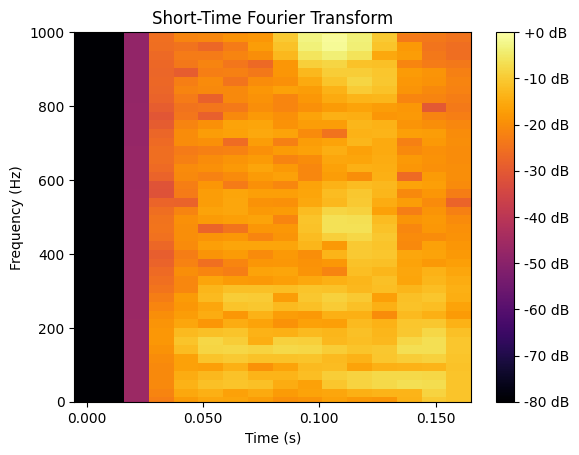 Short-Time Fourier Transform
Frequency (Hz)
1000
800
600
400
200
0
0.000
0.050
0.100
0.150
Time (s)
+0 dB
-10 dB
-20 dB
-30 dB
-40 dB
-50 dB
-60 dB
-70 dB
-80 dB